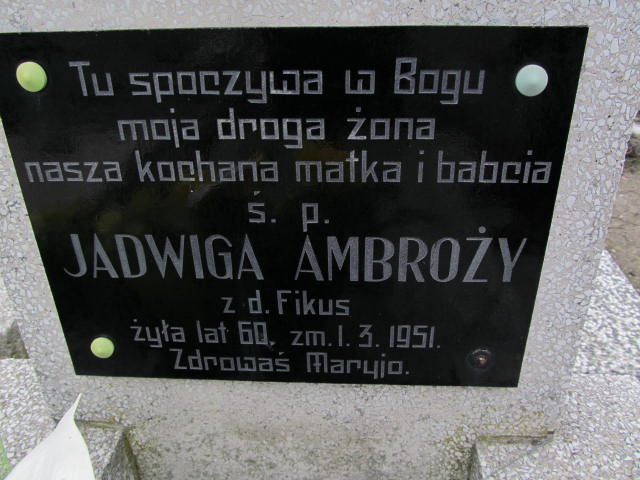 Tu spoczywa w Bogu
moja droga żona
nasza kochana matka i babcia
ś. p.
JADWIGA AMBROŻY
z d. Fikus
żyła lat 60. zm. 1. 3. 1951.
Zdrowaś Maryjo.